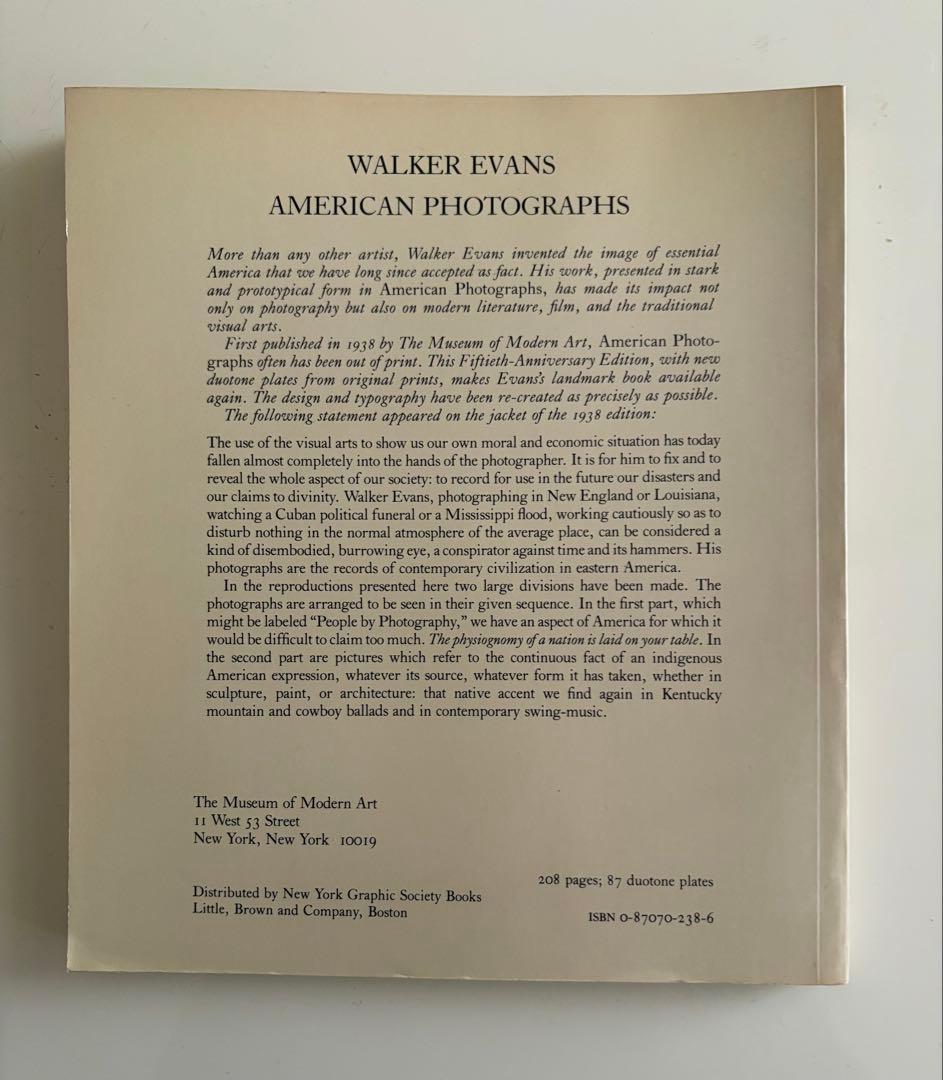 WALKER EVANS
AMERICAN PHOTOGRAPHS
More than any other artist, Walker Evans invented the image of essential
America that we have long since accepted as fact. His work, presented in stark
and prototypical form in American Photographs, has made its impact not
only on photography but also on modern literature, film, and the traditional
visual arts.
First published in 1938 by The Museum of Modern Art, American Photo-
graphs often has been out of print. This Fiftieth-Anniversary Edition, with new
duotone plates from original prints, makes Evans's landmark book available
again. The design and typography have been re-created as precisely as possible.
The following statement appeared on the jacket of the 1938 edition:
The use of the visual arts to show us our own moral and economic situation has today
fallen almost completely into the hands of the photographer. It is for him to fix and to
reveal the whole aspect of our society: to record for use in the future our disasters and
our claims to divinity. Walker Evans, photographing in New England or Louisiana,
watching a Cuban political funeral or a Mississippi flood, working cautiously so as to
disturb nothing in the normal atmosphere of the average place, can be considered a
kind of disembodied, burrowing eye, a conspirator against time and its hammers. His
photographs are the records of contemporary civilization in eastern America.
In the reproductions presented here two large divisions have been made. The
photographs are arranged to be seen in their given sequence. In the first part, which
might be labeled “People by Photography,” we have an aspect of America for which it
would be difficult to claim too much. The physiognomy of a nation is laid on your table. In
the second part are pictures which refer to the continuous fact of an indigenous
American expression, whatever its source, whatever form it has taken, whether in
sculpture, paint, or architecture: that native accent we find again in Kentucky
mountain and cowboy ballads and in contemporary swing-music.
The Museum of Modern Art
11 West 53 Street
New York, New York 10019
208 pages; 87 duotone plates
Distributed by New York Graphic Society Books
Little, Brown and Company, Boston
ISBN 0-87070-238-6